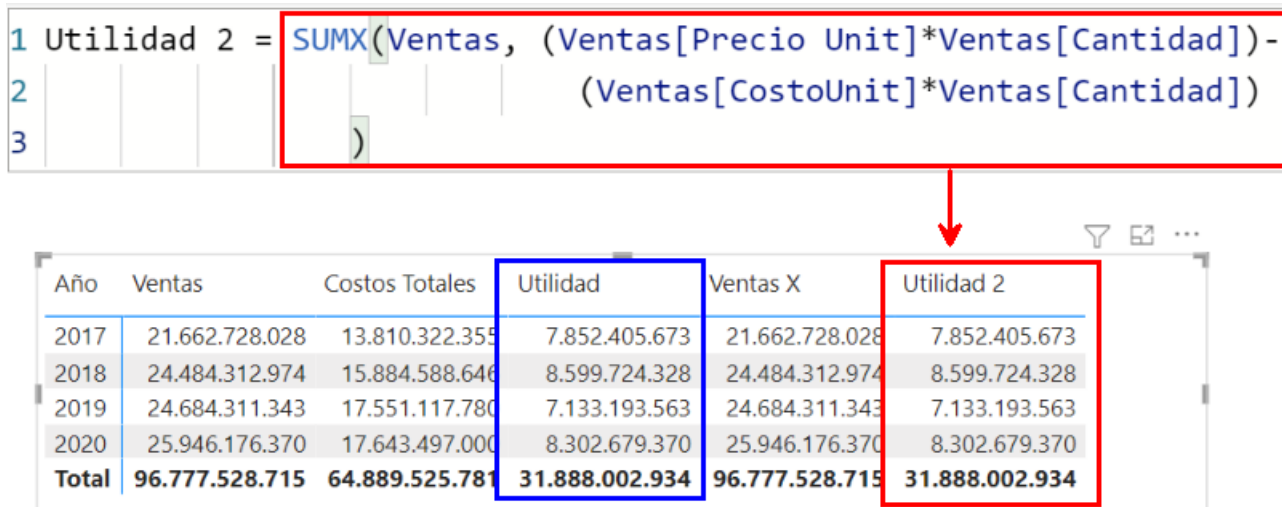 1 Utilidad 2 = SUMX(Ventas, (Ventas[Precio Unit]*Ventas[Cantidad])-
2 (Ventas[CostoUnit]*Ventas[Cantidad])
3 )
Año Ventas Costos Totales Utilidad Ventas X Utilidad 2
2017 21.662.728.028 13.810.322.355 7.852.405.673 21.662.728.028 7.852.405.673
2018 24.484.312.974 15.884.588.646 8.599.724.328 24.484.312.974 8.599.724.328
2019 24.684.311.343 17.551.117.780 7.133.193.563 24.684.311.343 7.133.193.563
2020 25.946.176.370 17.643.497.000 8.302.679.370 25.946.176.370 8.302.679.370
Total 96.777.528.715 64.889.525.781 31.888.002.934 96.777.528.715 31.888.002.934